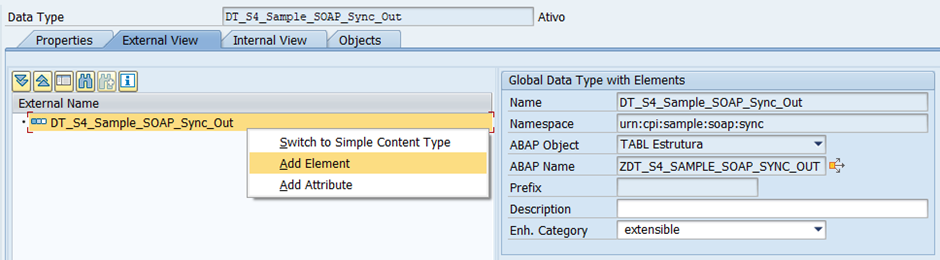 Data Type DT_S4_Sample_SOAP_Sync_Out Ativo
Properties External View Internal View Objects
External Name
DT_S4_Sample_SOAP_Sync_Out
Switch to Simple Content Type
Add Element
Add Attribute
Global Data Type with Elements
Name DT_S4_Sample_SOAP_Sync_Out
Namespace urn:cpi:sample:soap:sync
ABAP Object TABL Estrutura
ABAP Name ZDT_S4_SAMPLE_SOAP_SYNC_OUT
Prefix
Description
Enh. Category extensible